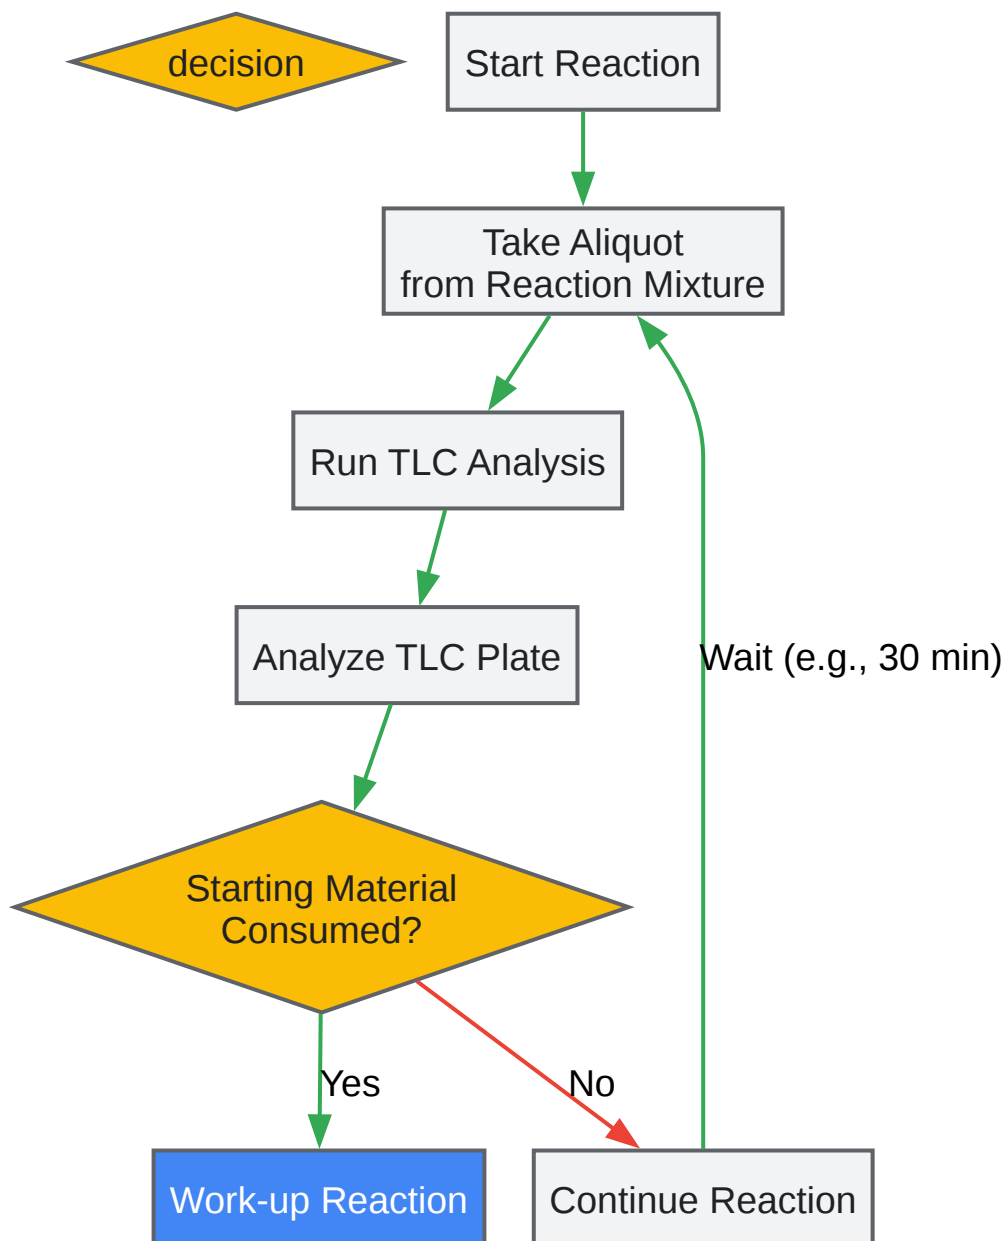 decision
Start Reaction
Take Aliquot
from Reaction Mixture
Run TLC Analysis
Analyze TLC Plate
Wait (e.g., 30 min)
Starting Material
Consumed?
Yes
No
Work-up Reaction
Continue Reaction